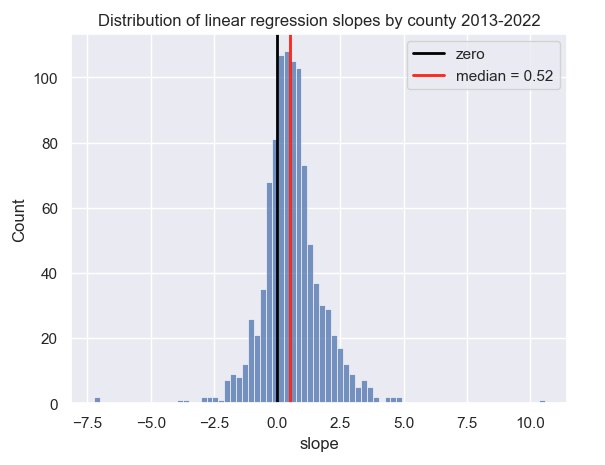 Distribution of linear regression slopes by county 2013-2022
zero
median = 0.52
100
80
60
40
20
0
Count
−7.5 −5.0 −2.5 0.0 2.5 5.0 7.5 10.0
slope